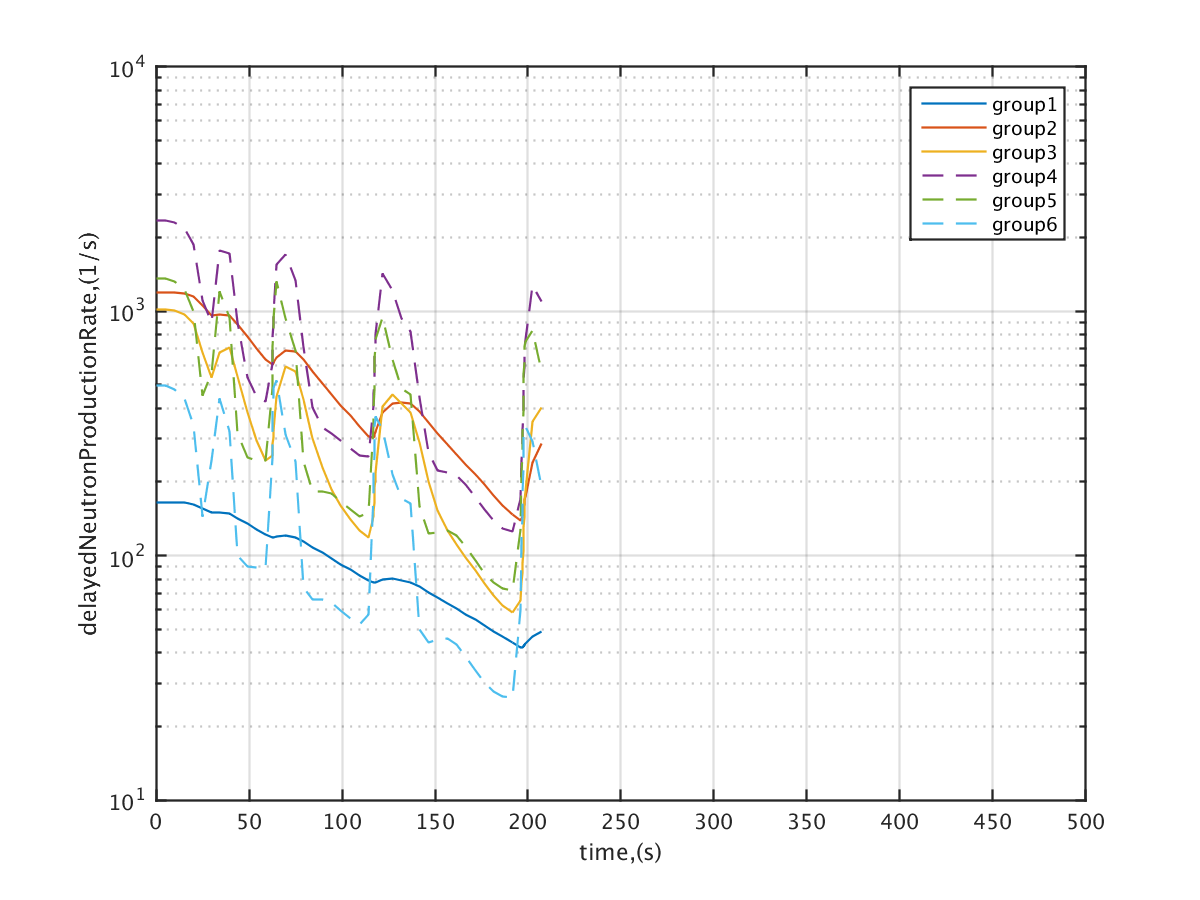 10^4
10^3
10^2
10^1
delayedNeutronProductionRate,(1/s)
group1
group2
group3
group4
group5
group6
0 50 100 150 200 250 300 350 400 450 500
time,(s)